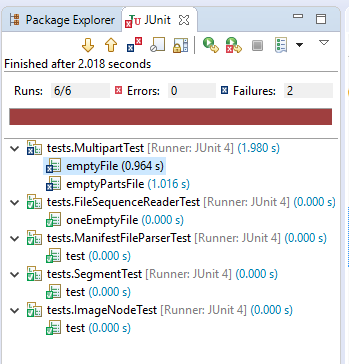 Package Explorer JUnit
Finished after 2.018 seconds
Runs: 6/6 Errors: 0 Failures: 2
tests.MultipartTest [Runner: JUnit 4] (1.980 s)
emptyFile (0.964 s)
emptyPartsFile (1.016 s)
tests.FileSequenceReaderTest [Runner: JUnit 4] (0.000 s)
oneEmptyFile (0.000 s)
tests.ManifestFileParserTest [Runner: JUnit 4] (0.000 s)
test (0.000 s)
tests.SegmentTest [Runner: JUnit 4] (0.000 s)
test (0.000 s)
tests.ImageNodeTest [Runner: JUnit 4] (0.000 s)
test (0.000 s)